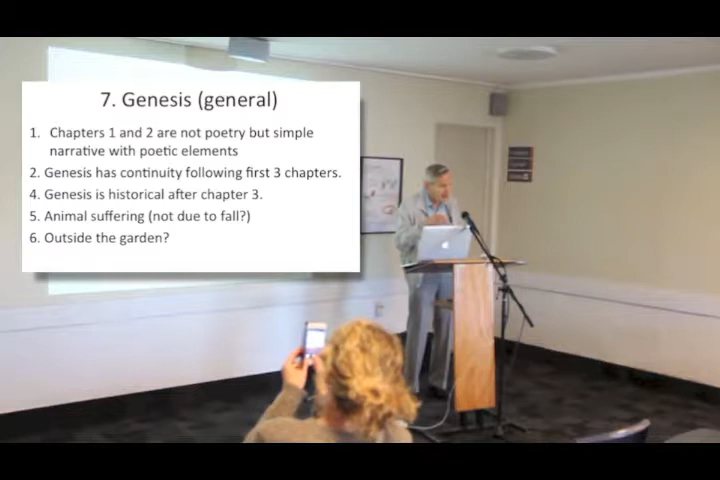 7. Genesis (general)
1. Chapters 1 and 2 are not poetry but simple
narrative with poetic elements
2. Genesis has continuity following first 3 chapters.
4. Genesis is historical after chapter 3.
5. Animal suffering (not due to fall?)
6. Outside the garden?